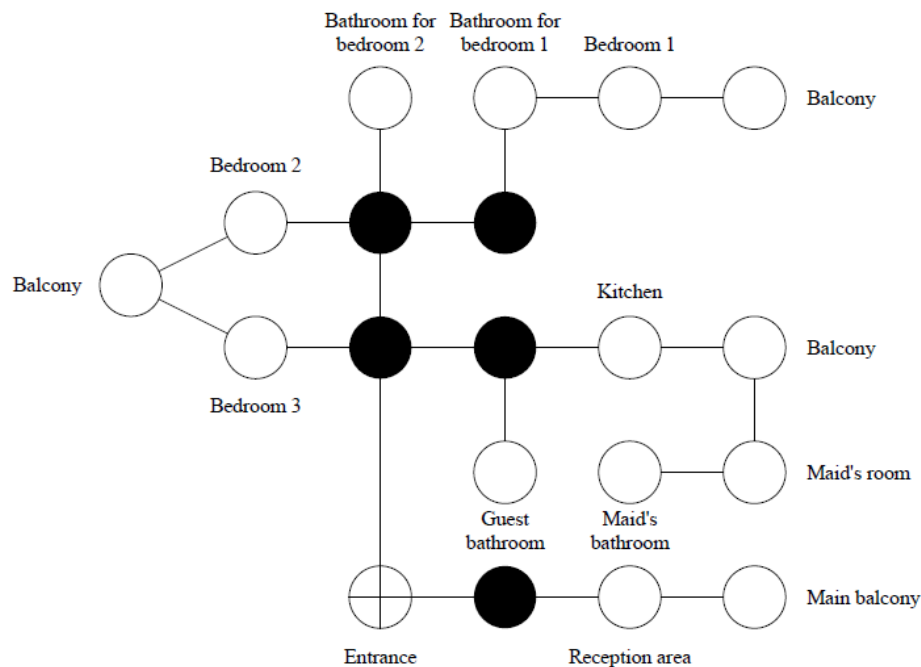 Bathroom for
bedroom 2
Bathroom for
bedroom 1
Bedroom 1
Balcony
Bedroom 2
Balcony
Kitchen
Balcony
Bedroom 3
Maid's room
Guest
bathroom
Maid's
bathroom
Main balcony
Entrance
Reception area